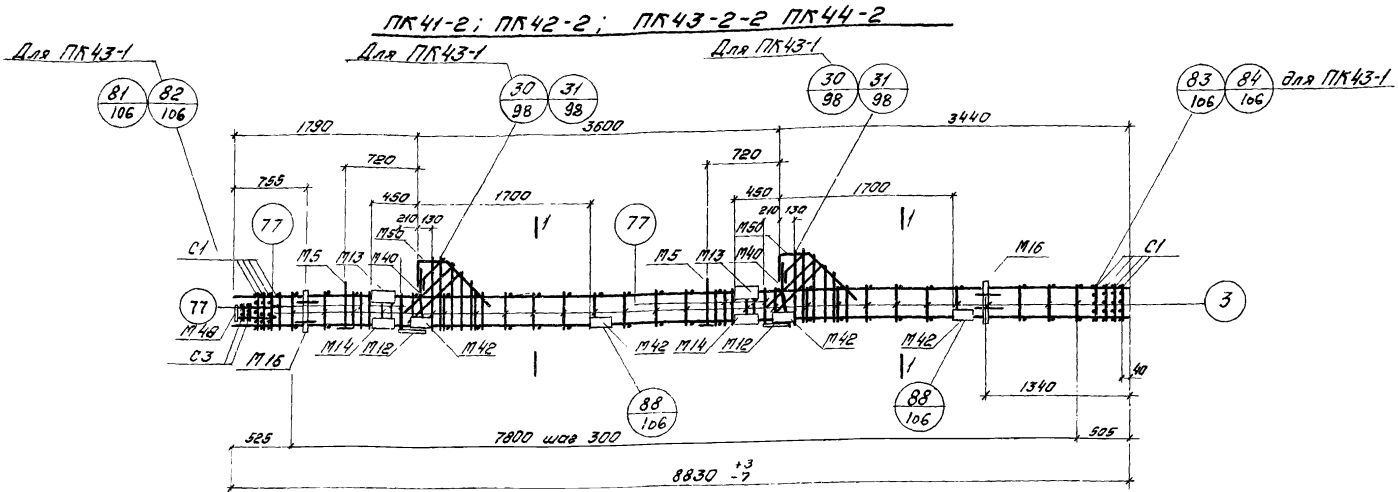 ПК41-2; ПК42-2; ПК43-2-2 ПК44-2
Для ПК43-1
Для ПК43-1
Для ПК43-1
81
106
82
106
30
98
31
98
30
98
31
98
83
106
84
106
для ПК43-1
1790
3600
3440
720
720
755
450
1700
450
1700
210
130
210
130
1
1
77
77
С1
М5
М13
М40
М50
М5
М13
М40
М50
М16
С1
77
3
М48
С3
М16
М14
М12
М42
М42
М14
М12
М42
М42
1
40
88
106
88
106
1340
525
7800 шаг 300
505
8830 +3 -7